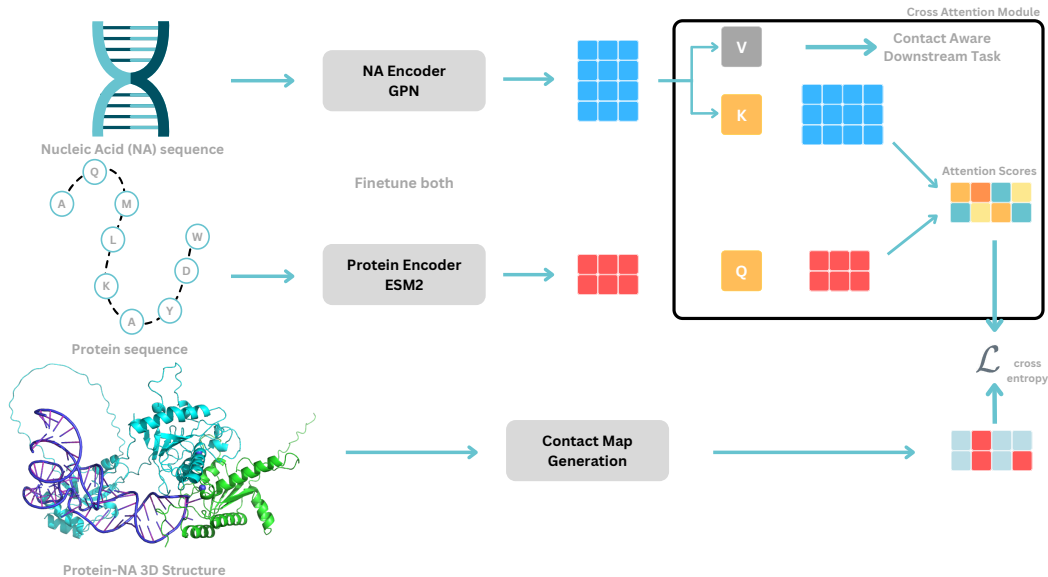 Cross Attention Module
NA Encoder
GPN
V
Contact Aware
Downstream Task
K
Nucleic Acid (NA) sequence
Attention Scores
Finetune both
A
Q
M
L
K
A
Y
D
W
Protein Encoder
ESM2
Q
Protein sequence
ℒ
cross
entropy
Contact Map
Generation
Protein-NA 3D Structure